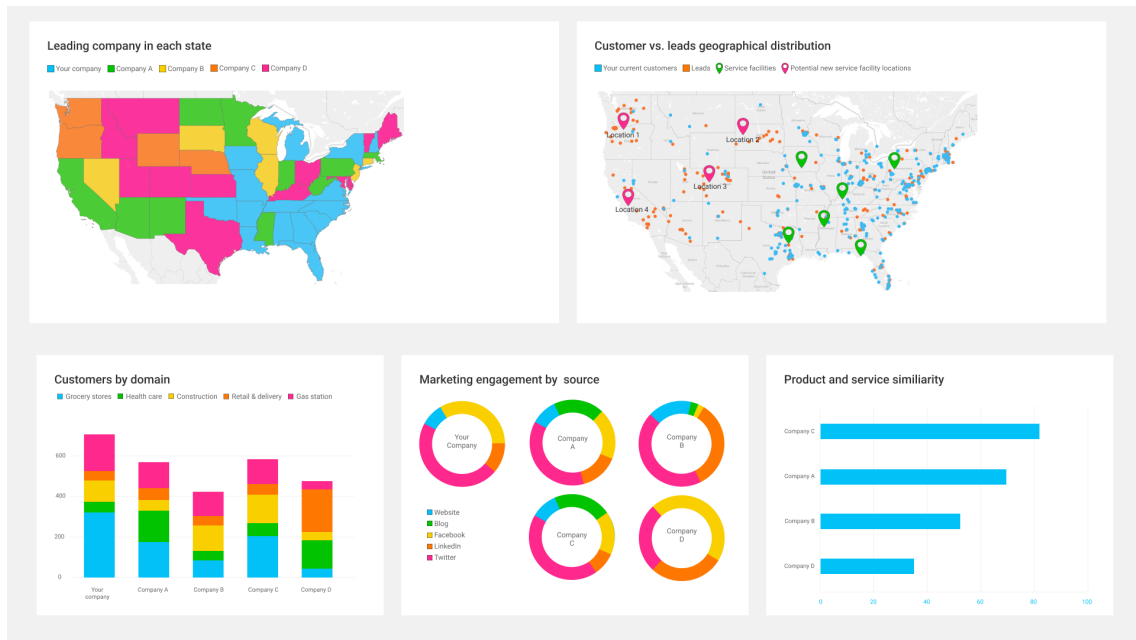 Leading company in each state
Your company Company A Company B Company C Company D
Customer vs. leads geographical distribution
Your current customers Leads Service facilities Potential new service facility locations
Location 1
Location 2
United States
Location 3
Location 4
Customers by domain
Grocery stores Health care Construction Retail & delivery Gas station
600
400
200
0
Your company
Company A
Company B
Company C
Company D
Marketing engagement by source
Your
Company
Company
A
Company
B
Website
Blog
Facebook
LinkedIn
Twitter
Company
C
Company
D
Product and service similiarity
Company C
Company A
Company B
Company D
0 20 40 60 80 100